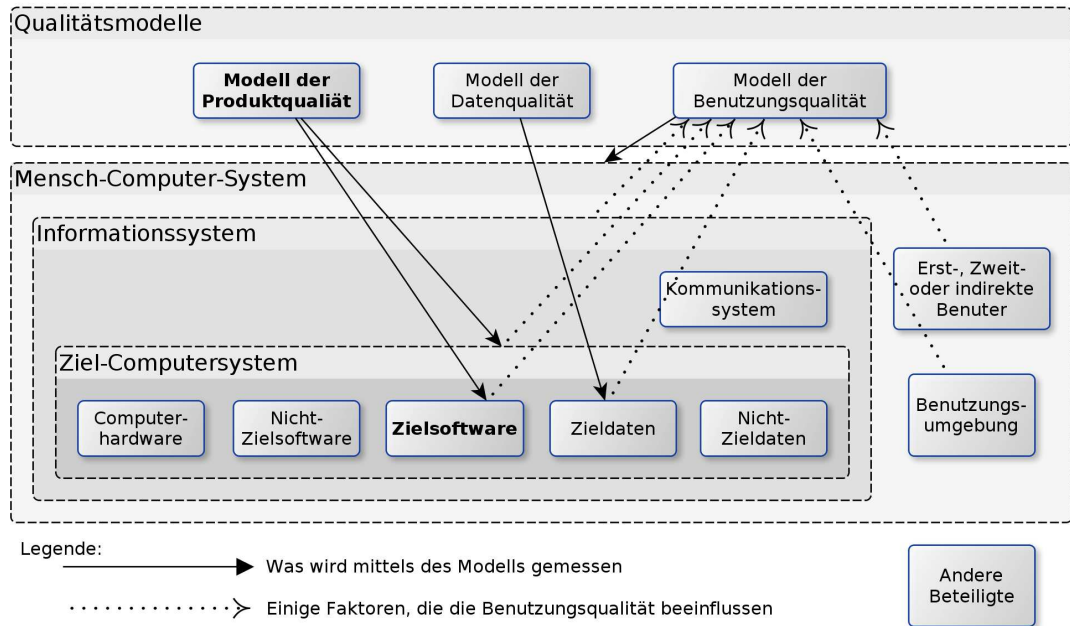 Qualitätsmodelle
Modell der
Produktqualiät
Modell der
Datenqualität
Modell der
Benutzungsqualität
Mensch-Computer-System
Informationssystem
Kommunikations-
system
Erst-, Zweit-
oder indirekte
Benuter
Ziel-Computersystem
Computer-
hardware
Nicht-
Zielsoftware
Zielsoftware
Zieldaten
Nicht-
Zieldaten
Benutzungs-
umgebung
Legende:
Was wird mittels des Modells gemessen
Einige Faktoren, die die Benutzungsqualität beeinflussen
Andere
Beteiligte